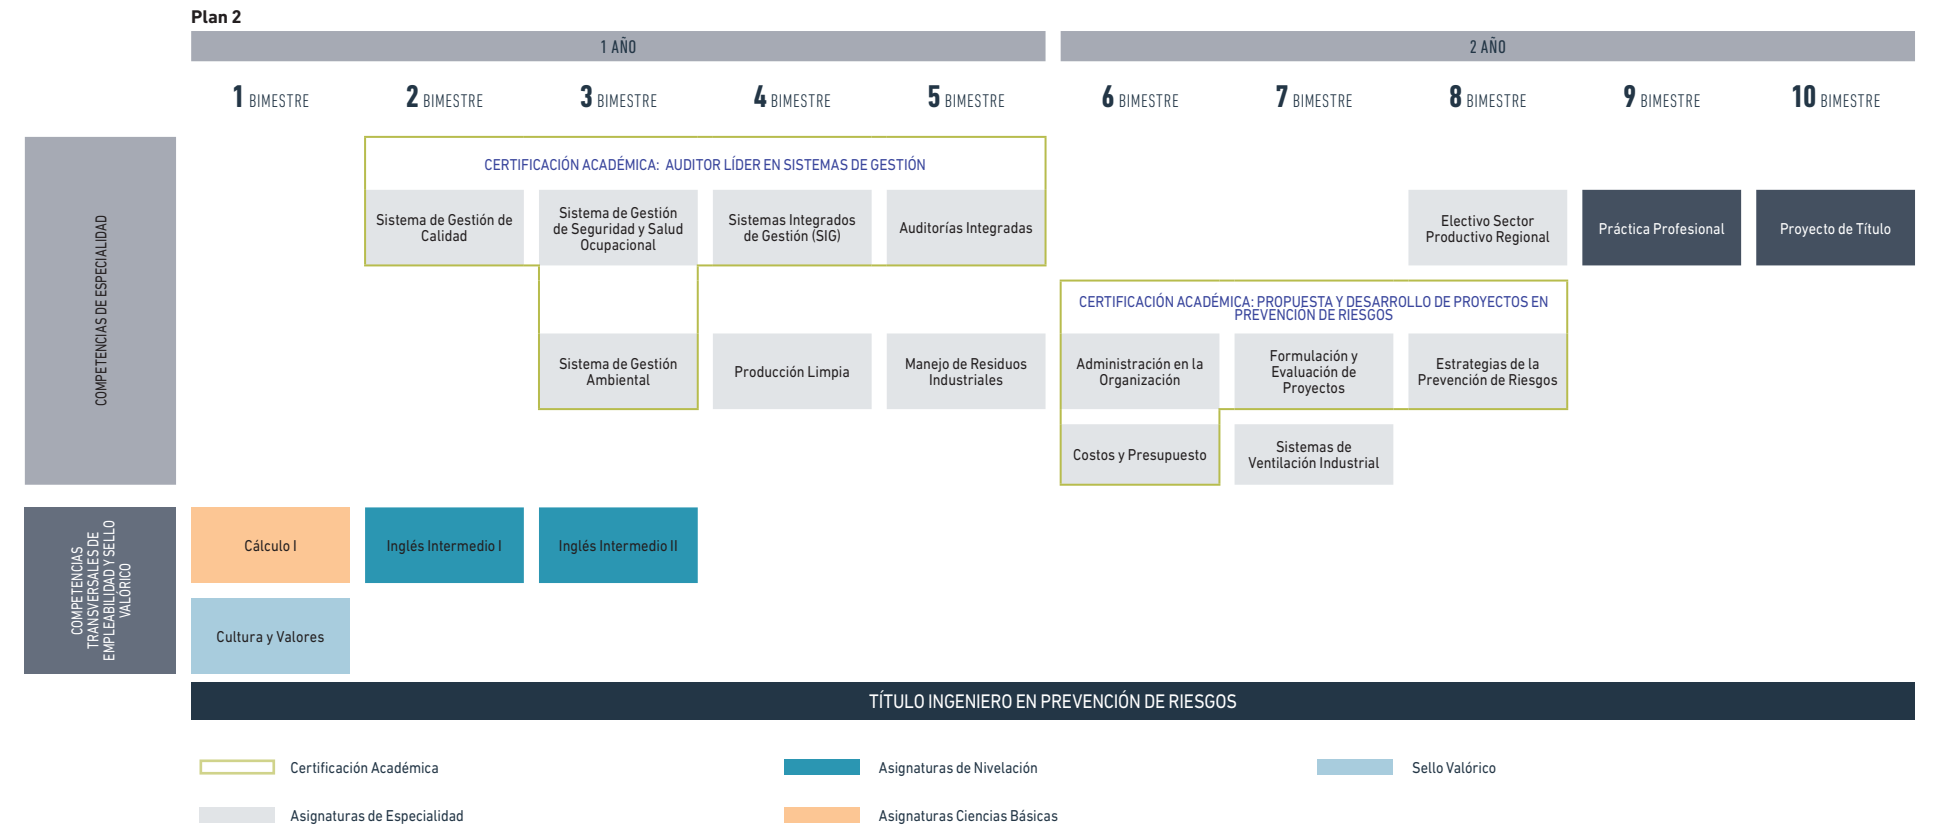 Plan 2
1 AÑO
2 AÑO
1 BIMESTRE
2 BIMESTRE
3 BIMESTRE
4 BIMESTRE
5 BIMESTRE
6 BIMESTRE
7 BIMESTRE
8 BIMESTRE
9 BIMESTRE
10 BIMESTRE
COMPETENCIAS DE ESPECIALIDAD
CERTIFICACIÓN ACADÉMICA: AUDITOR LÍDER EN SISTEMAS DE GESTIÓN
Sistema de Gestión de
Calidad
Sistema de Gestión
de Seguridad y Salud
Ocupacional
Sistemas Integrados
de Gestión (SIG)
Auditorías Integradas
Electivo Sector
Productivo Regional
Práctica Profesional
Proyecto de Título
CERTIFICACIÓN ACADÉMICA: PROPUESTA Y DESARROLLO DE PROYECTOS EN
PREVENCIÓN DE RIESGOS
Sistema de Gestión
Ambiental
Producción Limpia
Manejo de Residuos
Industriales
Administración en la
Organización
Formulación y
Evaluación de
Proyectos
Estrategias de la
Prevención de Riesgos
Costos y Presupuesto
Sistemas de
Ventilación Industrial
COMPETENCIAS
TRANSVERSALES DE
EMPLEABILIDAD Y SELLO
VALÓRICO
Cálculo I
Inglés Intermedio I
Inglés Intermedio II
Cultura y Valores
TÍTULO INGENIERO EN PREVENCIÓN DE RIESGOS
Certificación Académica
Asignaturas de Nivelación
Sello Valórico
Asignaturas de Especialidad
Asignaturas Ciencias Básicas